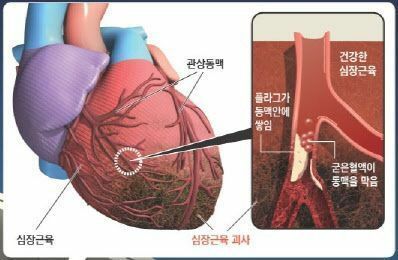 관상동맥
심장근육
심장근육 괴사
건강한
심장근육
플라그가
동맥안에
쌓임
굳은혈액이
동맥을 막음